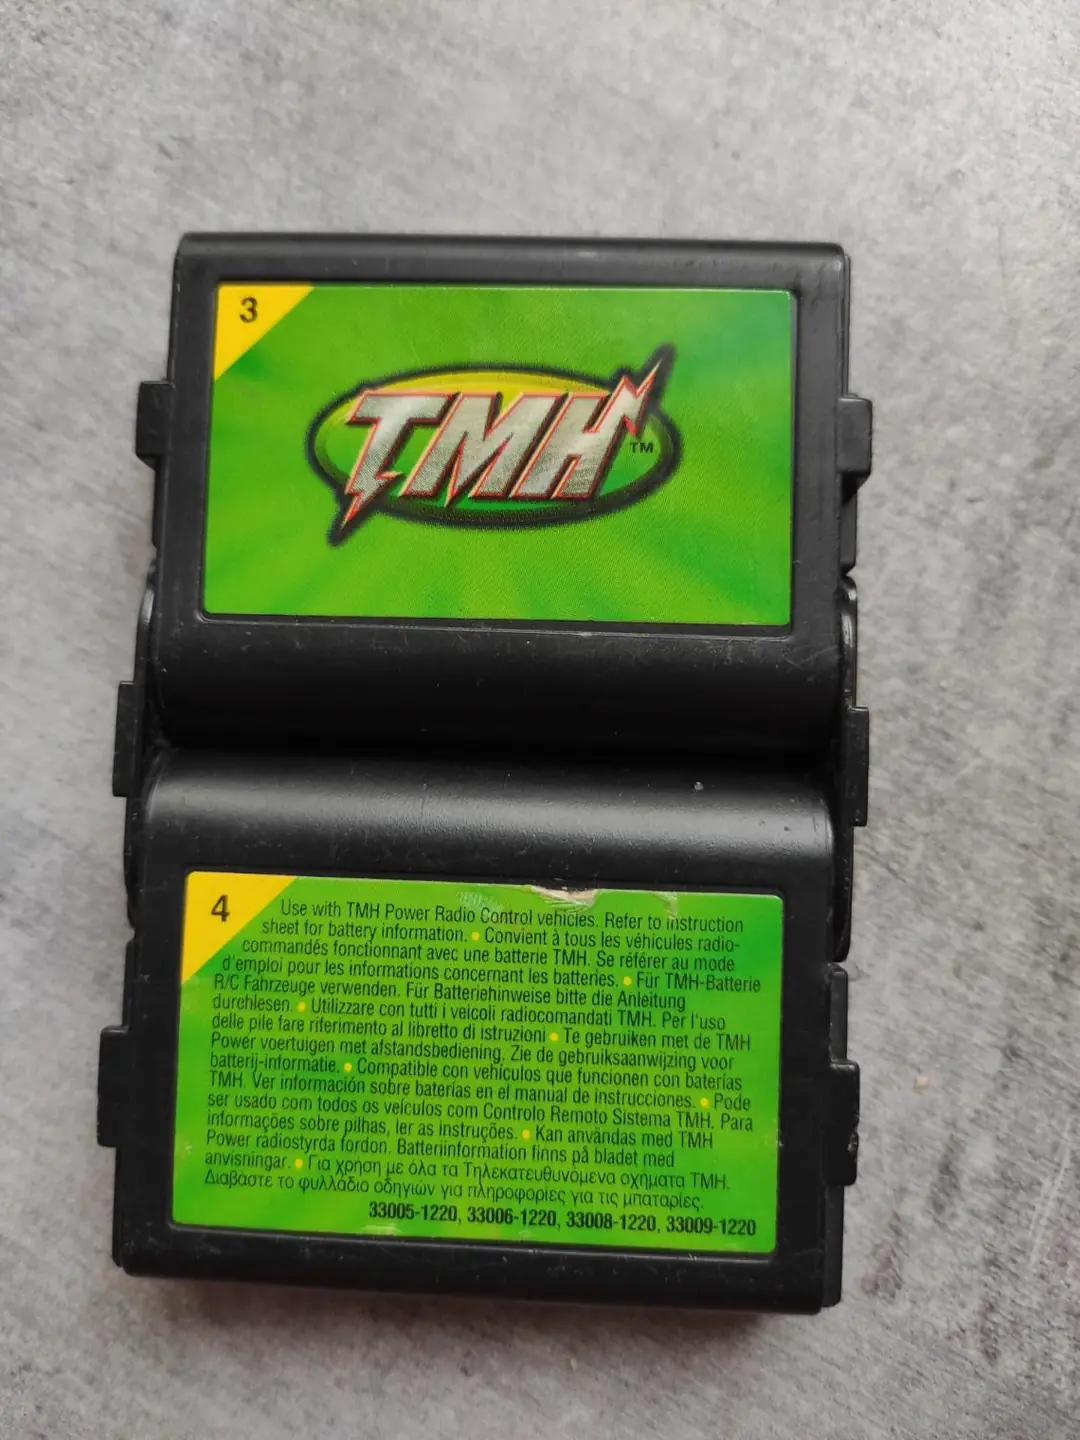 3
TMH TM
4
Use with TMH Power Radio Control vehicles. Refer to instruction
sheet for battery information. • Convient à tous les véhicules radio-
commandés fonctionnant avec une batterie TMH. Se référer au mode
d'emploi pour les informations concernant les batteries. • Für TMH-Batterie
R/C Fahrzeuge verwenden. Für Batteriehinweise bitte die Anleitung
durchlesen. • Utilizzare con tutti i veicoli radiocomandati TMH. Per l'uso
delle pile fare riferimento al libretto di istruzioni • Te gebruiken met de TMH
Power voertuigen met afstandsbediening. Zie de gebruiksaanwijzing voor
batterij-informatie. • Compatible con vehículos que funcionen con baterías
TMH. Ver información sobre baterías en el manual de instrucciones. • Pode
ser usado com todos os veículos com Controlo Remoto Sistema TMH. Para
informações sobre pilhas, ler as instruções. • Kan användas med TMH
Power radiostyrda fordon. Batteriinformation finns på bladet med
anvisningar. • Για χρήση με όλα τα Τηλεκατευθυνόμενα οχήματα TMH.
Διαβάστε το φυλλάδιο οδηγιών για πληροφορίες για τις μπαταρίες.
33005-1220, 33006-1220, 33008-1220, 33009-1220